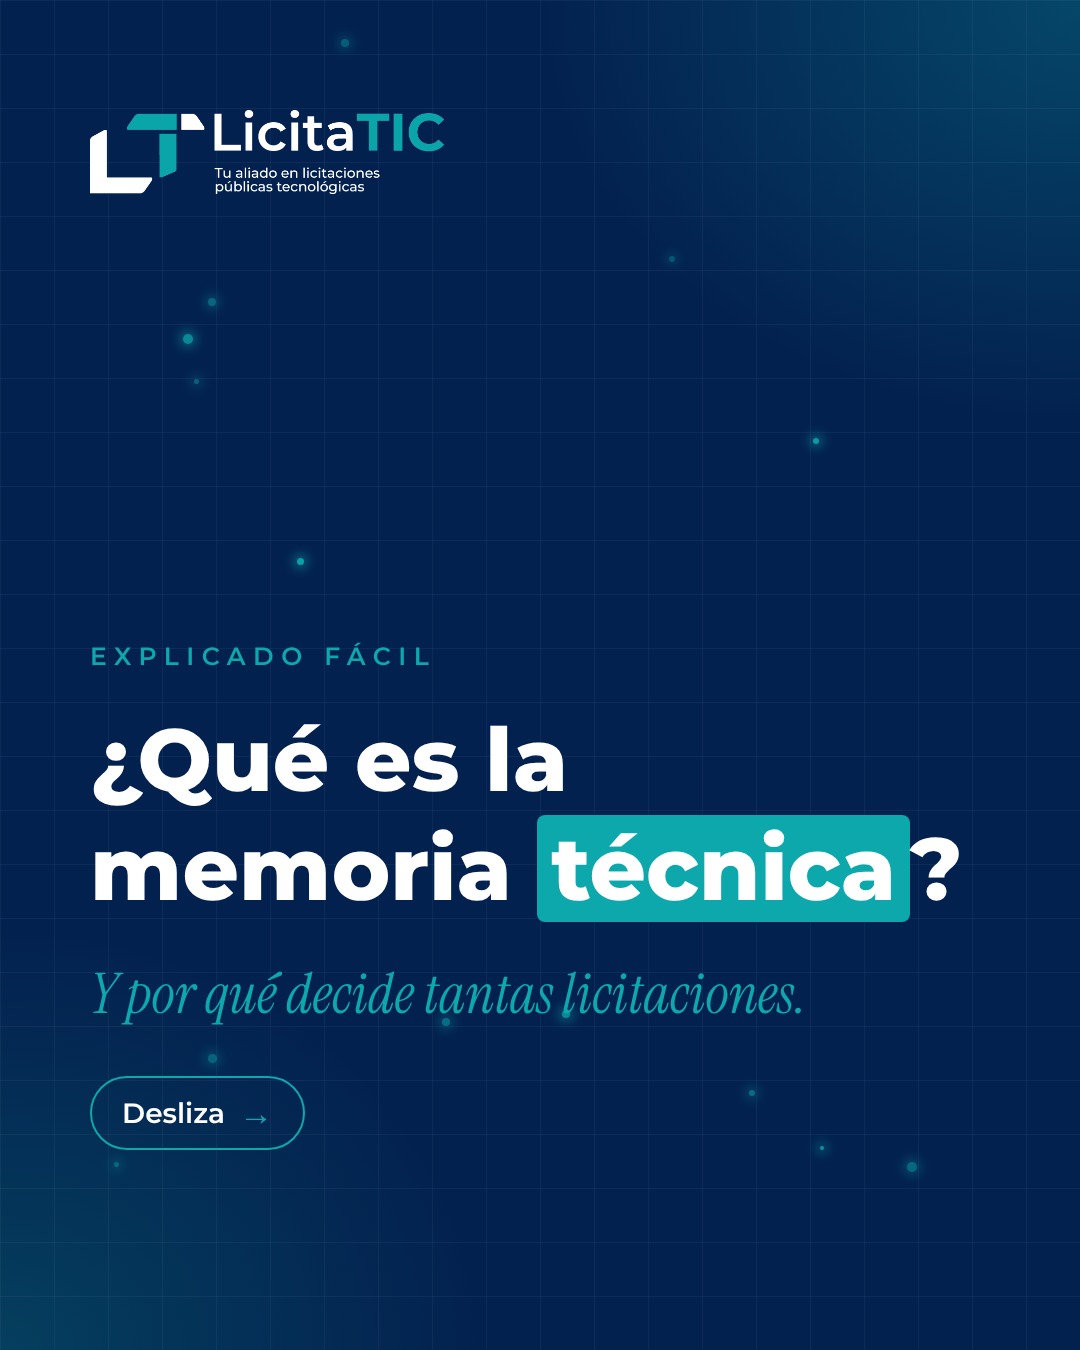 LicitaTIC
Tu aliado en licitaciones
públicas tecnológicas
EXPLICADO FÁCIL
¿Qué es la
memoria técnica?
Y por qué decide tantas licitaciones.
Desliza →